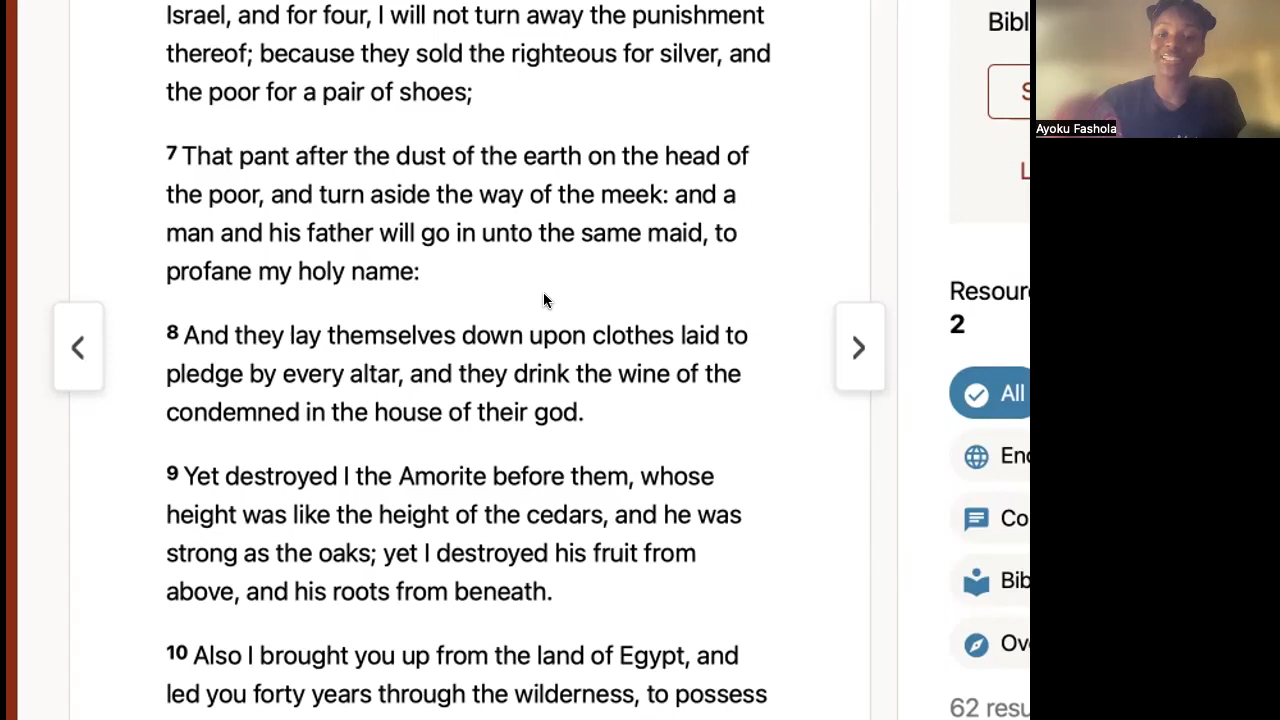 Israel, and for four, I will not turn away the punishment
thereof; because they sold the righteous for silver, and
the poor for a pair of shoes;
7 That pant after the dust of the earth on the head of
the poor, and turn aside the way of the meek: and a
man and his father will go in unto the same maid, to
profane my holy name:
8 And they lay themselves down upon clothes laid to
pledge by every altar, and they drink the wine of the
condemned in the house of their god.
9 Yet destroyed I the Amorite before them, whose
height was like the height of the cedars, and he was
strong as the oaks; yet I destroyed his fruit from
above, and his roots from beneath.
10 Also I brought you up from the land of Egypt, and
led you forty years through the wilderness, to possess
Bibl
S
L
Resour
2
All
Enc
Co
Bib
Ove
62 resu
Ayoku Fashola